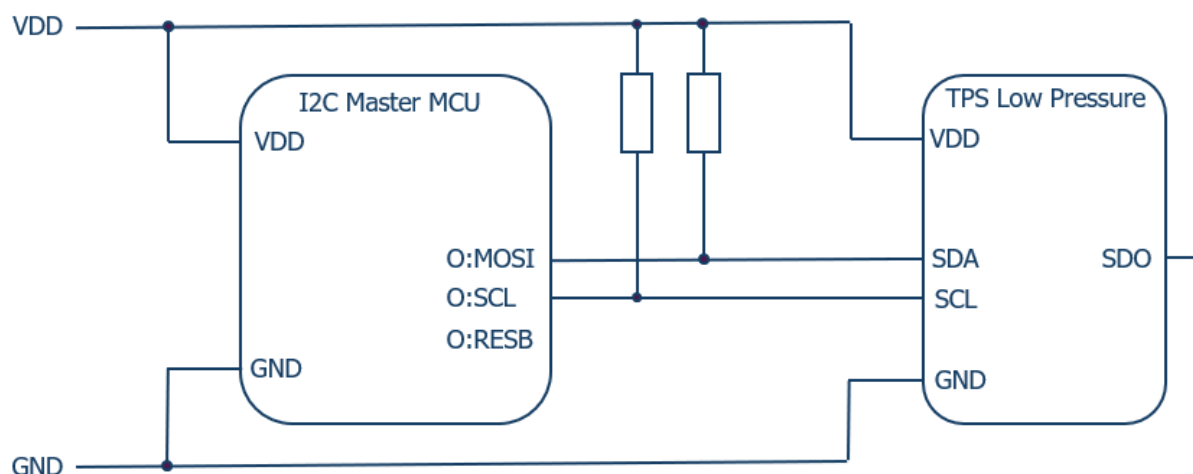 VDD
I2C Master MCU
VDD
O:MOSI
O:SCL
O:RESB
GND
TPS Low Pressure
VDD
SDA
SDO
SCL
GND
GND